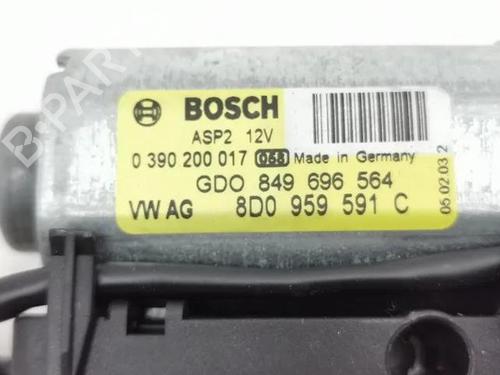 BOSCH
ASP2 12V
0 390 200 017 068 Made in Germany
GDO 849 696 564
VW AG 8D0 959 591 C
05 02 03 2
B-PARTS